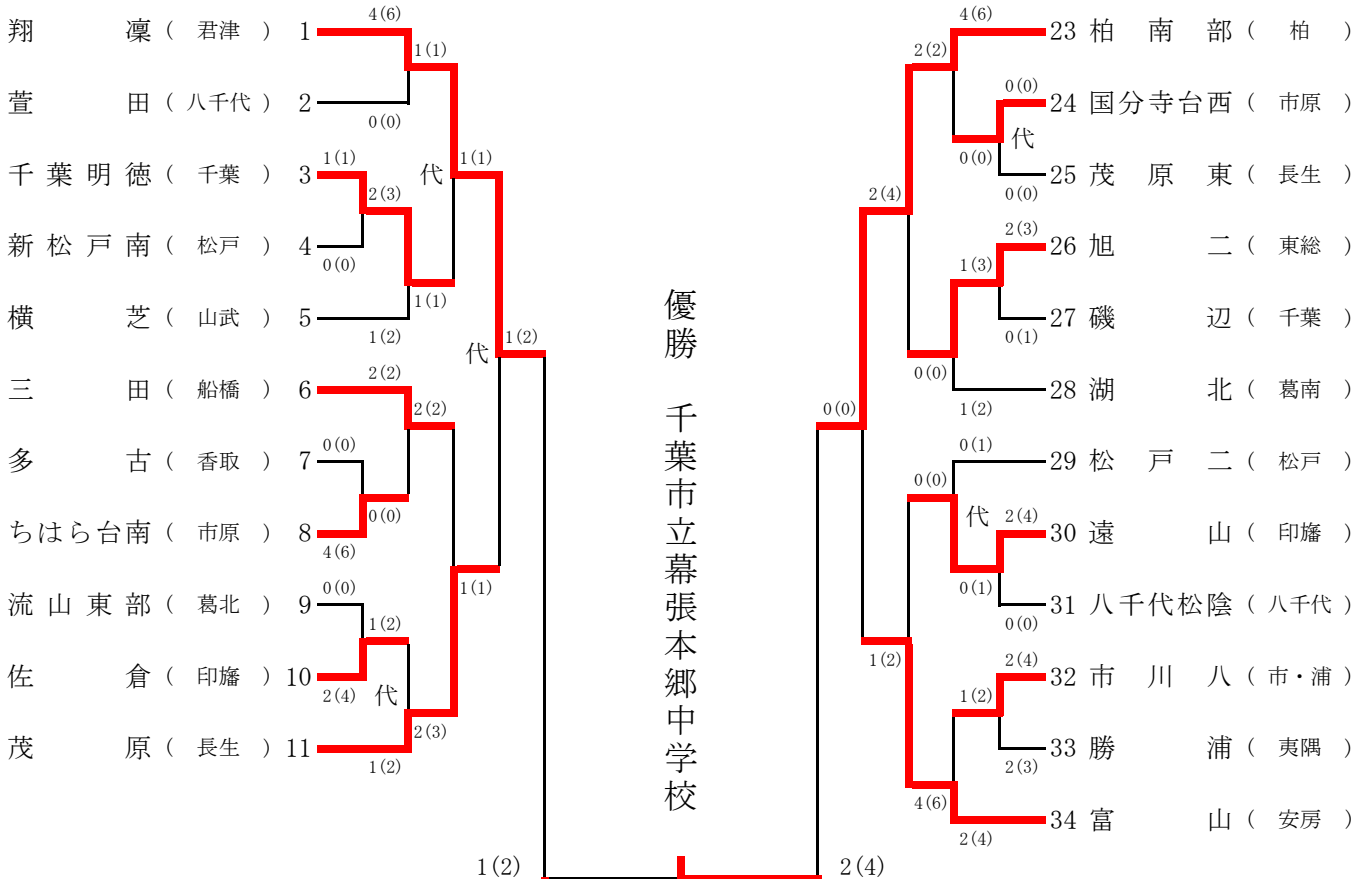 4(6)
翔凜（君津）1
1(1)
萱田（八千代）2
0(0)
1(1)
千葉明徳（千葉）3
2(3)
代
1(1)
新松戸南（松戸）4
0(0)
1(1)
横芝（山武）5
1(2)
代
1(2)
2(2)
三田（船橋）6
2(2)
0(0)
多古（香取）7
0(0)
ちはら台南（市原）8
4(6)
0(0)
流山東部（葛北）9
1(2)
1(1)
佐倉（印旛）10
2(4)
代
2(3)
茂原（長生）11
1(2)
1(2)
優勝 千葉市立幕張本郷中学校
2(4)
4(6)
23 柏南部（柏）
2(2)
0(0)
24 国分寺台西（市原）
代
0(0)
25 茂原東（長生）
0(0)
2(4)
2(3)
26 旭二（東総）
1(3)
27 磯辺（千葉）
0(1)
0(0)
28 湖北（葛南）
1(2)
0(0)
0(1)
29 松戸二（松戸）
0(0)
代
2(4)
30 遠山（印旛）
0(1)
31 八千代松陰（八千代）
0(0)
1(2)
2(4)
32 市川八（市・浦）
1(2)
33 勝浦（夷隅）
2(3)
4(6)
34 富山（安房）
2(4)